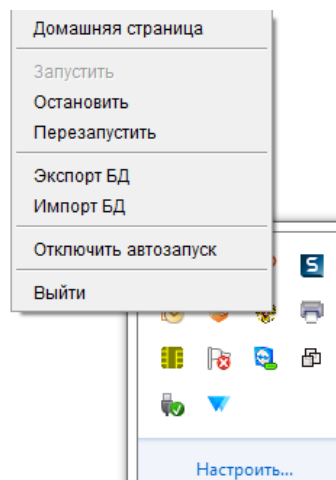 Домашняя страница
Запустить
Остановить
Перезапустить
Экспорт БД
Импорт БД
Отключить автозапуск
Выйти
S
Настроить...